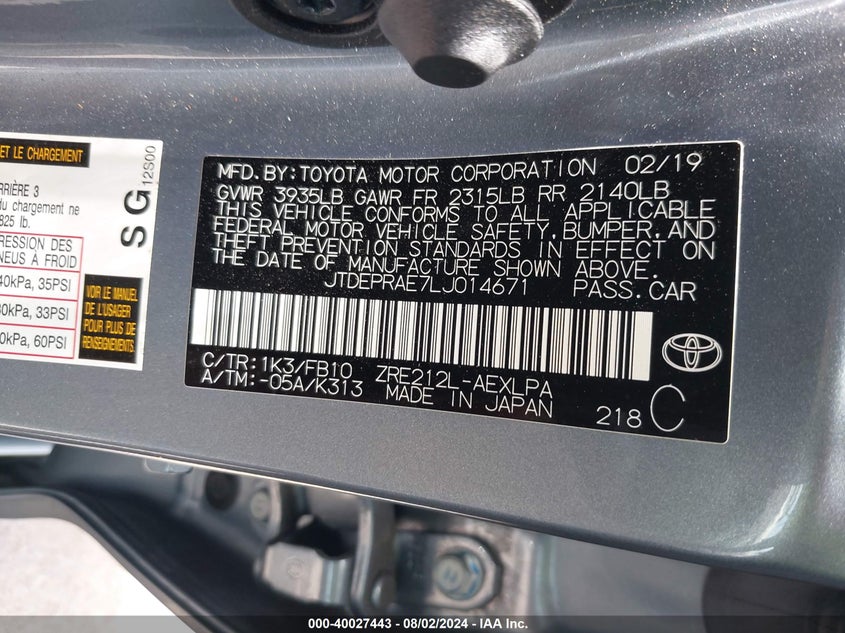 ET LE CHARGEMENT
RRIÈRE 3
du chargement ne
825 lb.
RESSION DES
NEUS À FROID
40kPa, 35PSI
30kPa, 33PSI
0kPa, 60PSI
VOIR LE MANUEL
DE L'USAGER
POUR PLUS DE
RENSEIGNEMENTS
SG
12S00
MFD.BY:TOYOTA MOTOR CORPORATION 02/19
GVWR 3935LB GAWR FR 2315LB RR 2140LB
THIS VEHICLE CONFORMS TO ALL APPLICABLE
FEDERAL MOTOR VEHICLE SAFETY,BUMPER,AND
THEFT PREVENTION STANDARDS IN EFFECT ON
THE DATE OF MANUFACTURE SHOWN ABOVE.
JTDEPRAE7LJ014671 PASS.CAR
C/TR:1K3/FB10 ZRE212L-AEXLPA
A/TM:-05A/K313 MADE IN JAPAN
218 C
000-40027443 - 08/02/2024 - IAA Inc.